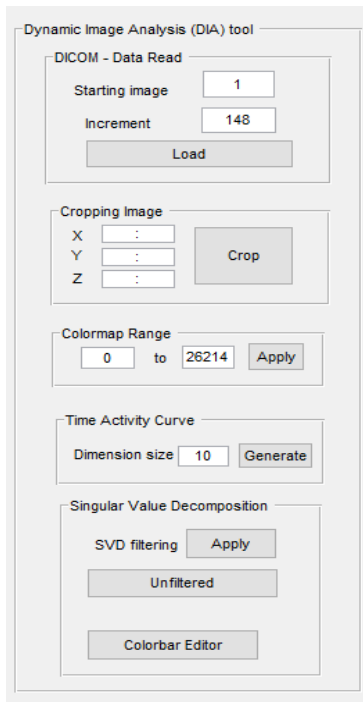 Dynamic Image Analysis (DIA) tool
DICOM - Data Read
Starting image 1
Increment 148
Load
Cropping Image
X :
Y :
Z :
Crop
Colormap Range
0 to 26214 Apply
Time Activity Curve
Dimension size 10 Generate
Singular Value Decomposition
SVD filtering Apply
Unfiltered
Colorbar Editor